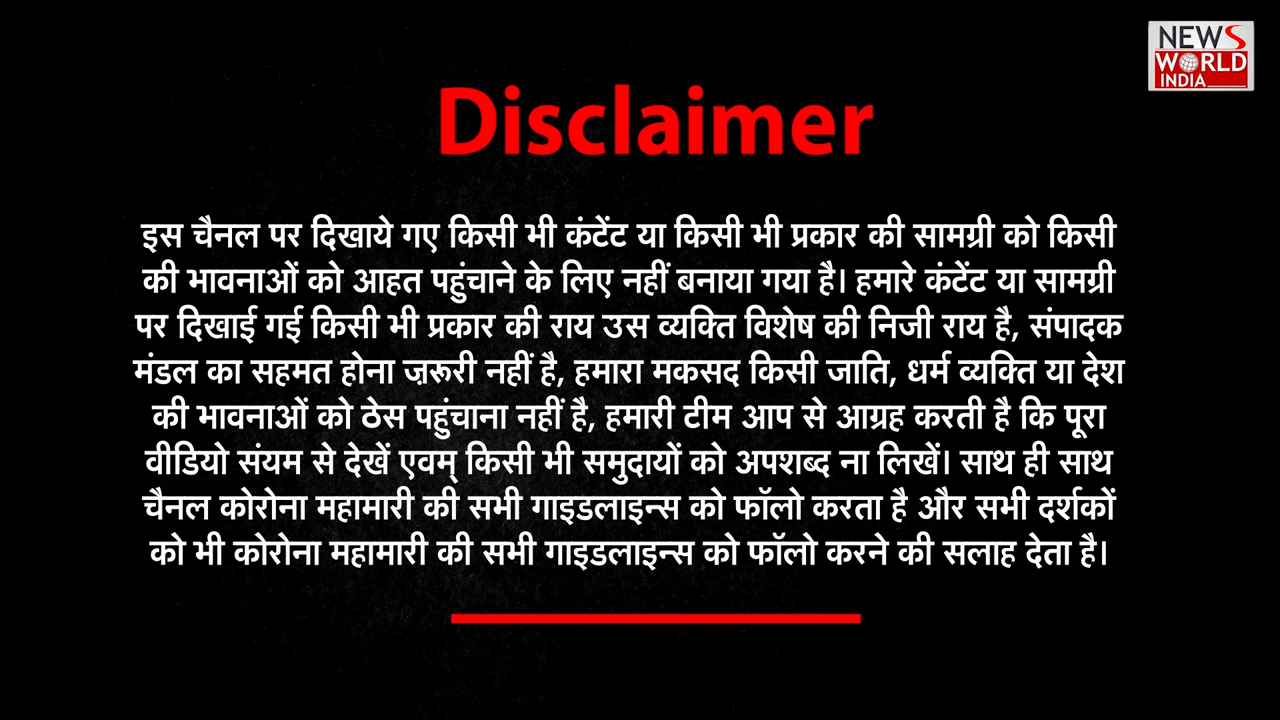 NEWS
WORLD
INDIA
Disclaimer
इस चैनल पर दिखाये गए किसी भी कंटेंट या किसी भी प्रकार की सामग्री को किसी
की भावनाओं को आहत पहुंचाने के लिए नहीं बनाया गया है। हमारे कंटेंट या सामग्री
पर दिखाई गई किसी भी प्रकार की राय उस व्यक्ति विशेष की निजी राय है, संपादक
मंडल का सहमत होना ज़रूरी नहीं है, हमारा मकसद किसी जाति, धर्म व्यक्ति या देश
की भावनाओं को ठेस पहुंचाना नहीं है, हमारी टीम आप से आग्रह करती है कि पूरा
वीडियो संयम से देखें एवम् किसी भी समुदायों को अपशब्द ना लिखें। साथ ही साथ
चैनल कोरोना महामारी की सभी गाइडलाइन्स को फॉलो करता है और सभी दर्शकों
को भी कोरोना महामारी की सभी गाइडलाइन्स को फॉलो करने की सलाह देता है।